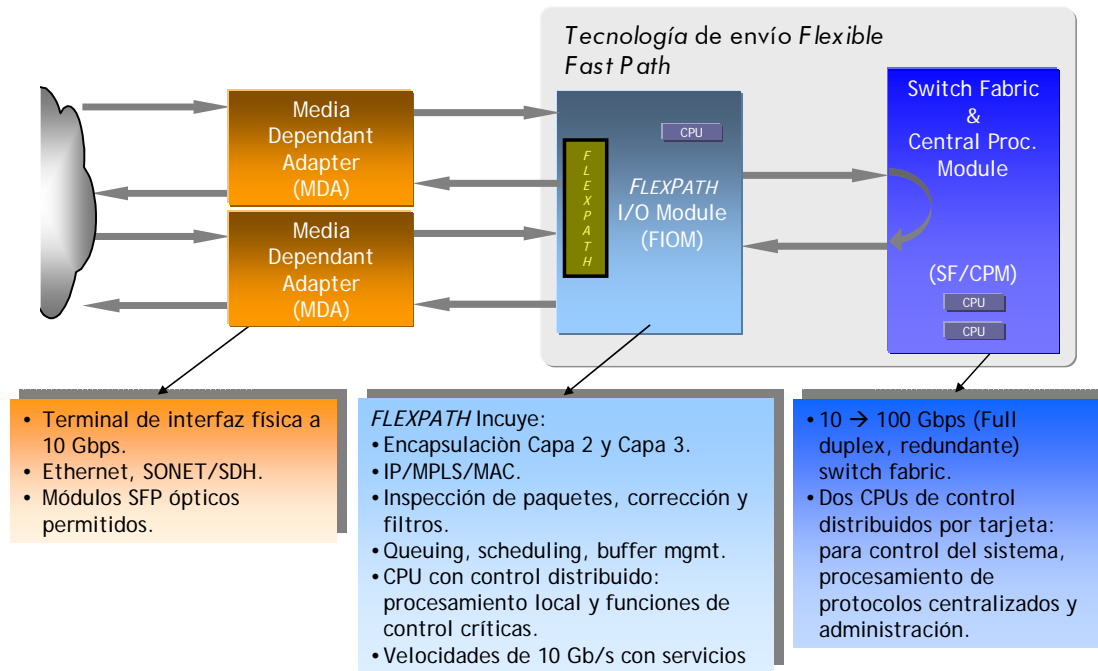 Tecnología de envío Flexible
Fast Path
Media
Dependant
Adapter
(MDA)
Media
Dependant
Adapter
(MDA)
CPU
FLEXPATH
FLEXPATH
I/O Module
(FIOM)
Switch Fabric
&
Central Proc.
Module
(SF/CPM)
CPU
CPU
• Terminal de interfaz física a
10 Gbps.
• Ethernet, SONET/SDH.
• Módulos SFP ópticos
permitidos.
FLEXPATH Incuye:
• Encapsulaciòn Capa 2 y Capa 3.
• IP/MPLS/MAC.
• Inspección de paquetes, corrección y
filtros.
• Queuing, scheduling, buffer mgmt.
• CPU con control distribuido:
procesamiento local y funciones de
control críticas.
• Velocidades de 10 Gb/s con servicios
• 10 → 100 Gbps (Full
duplex, redundante)
switch fabric.
• Dos CPUs de control
distribuidos por tarjeta:
para control del sistema,
procesamiento de
protocolos centralizados y
administración.